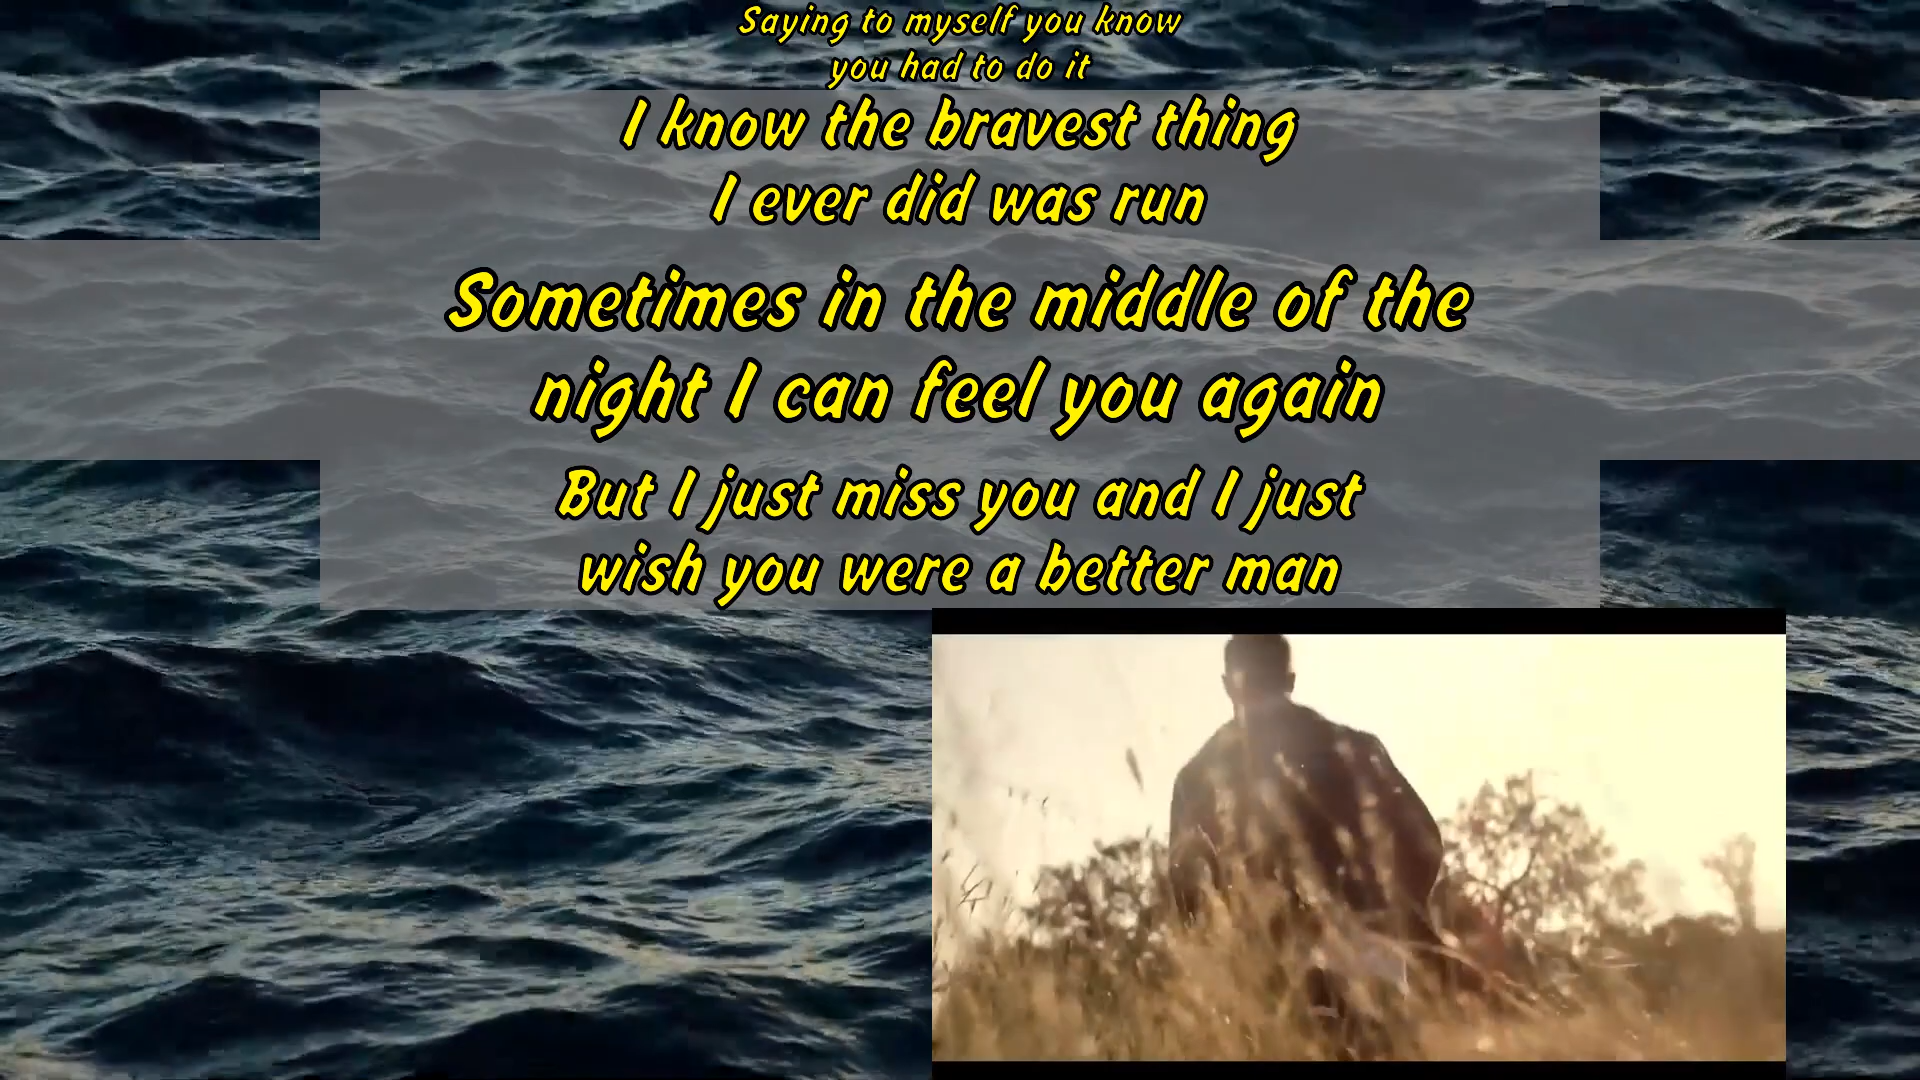 Saying to myself you know
you had to do it
I know the bravest thing
I ever did was run
Sometimes in the middle of the
night I can feel you again
But I just miss you and I just
wish you were a better man